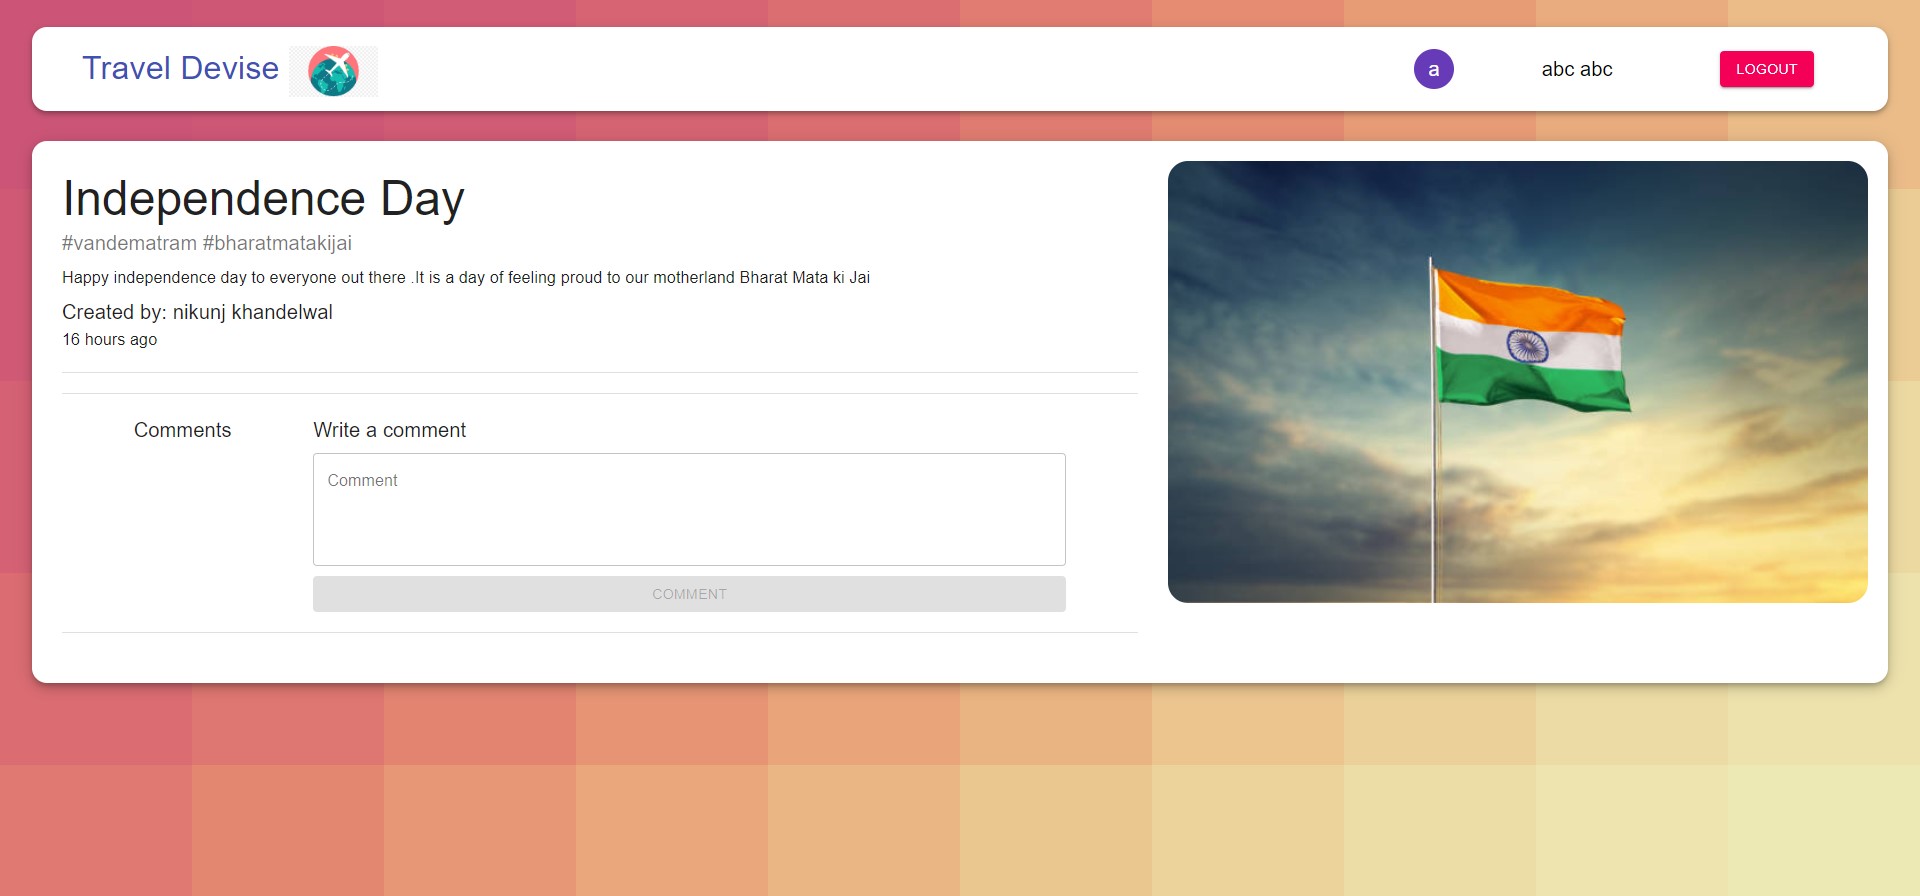 Travel Devise
a
abc abc
LOGOUT
Independence Day
#vandematram #bharatmatakijai
Happy independence day to everyone out there .It is a day of feeling proud to our motherland Bharat Mata ki Jai
Created by: nikunj khandelwal
16 hours ago
Comments
Write a comment
Comment
COMMENT